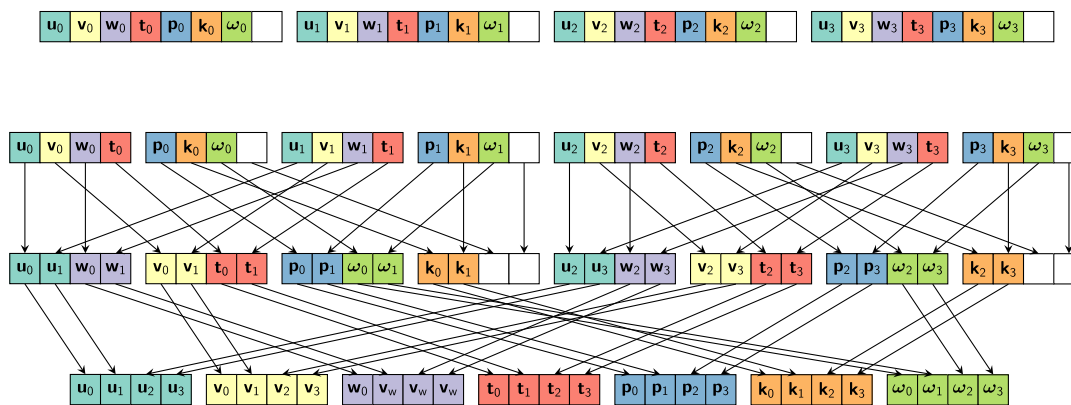 u₀ v₀ w₀ t₀ p₀ k₀ ω₀ u₁ v₁ w₁ t₁ p₁ k₁ ω₁ u₂ v₂ w₂ t₂ p₂ k₂ ω₂ u₃ v₃ w₃ t₃ p₃ k₃ ω₃
u₀ v₀ w₀ t₀ p₀ k₀ ω₀ u₁ v₁ w₁ t₁ p₁ k₁ ω₁ u₂ v₂ w₂ t₂ p₂ k₂ ω₂ u₃ v₃ w₃ t₃ p₃ k₃ ω₃
u₀ u₁ w₀ w₁ v₀ v₁ t₀ t₁ p₀ p₁ ω₀ ω₁ k₀ k₁ u₂ u₃ w₂ w₃ v₂ v₃ t₂ t₃ p₂ p₃ ω₂ ω₃ k₂ k₃
u₀ u₁ u₂ u₃ v₀ v₁ v₂ v₃ w₀ v_w v_w v_w t₀ t₁ t₂ t₃ p₀ p₁ p₂ p₃ k₀ k₁ k₂ k₃ ω₀ ω₁ ω₂ ω₃